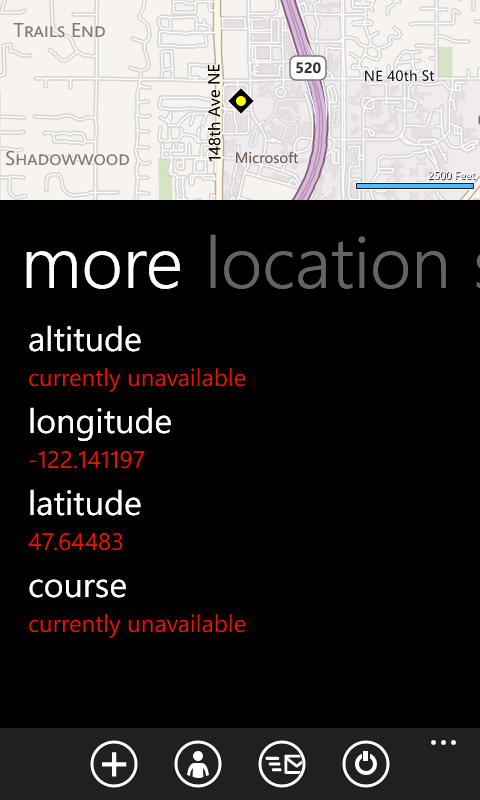 TRAILS END
520
NE 40th St
148th Ave NE
SHADOWWOOD
Microsoft
2500 Feet
more location s
altitude
currently unavailable
longitude
-122.141197
latitude
47.64483
course
currently unavailable